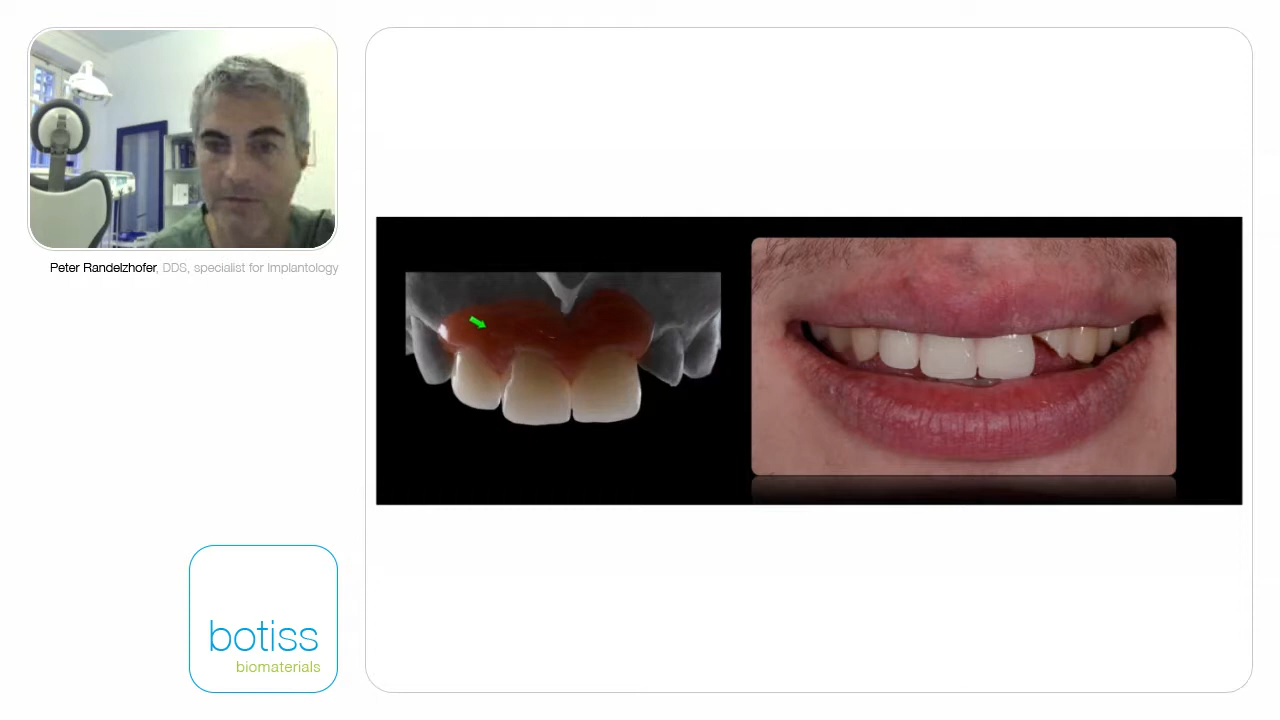 Peter Randelzhofer, DDS, specialist for Implantology
botiss
biomaterials